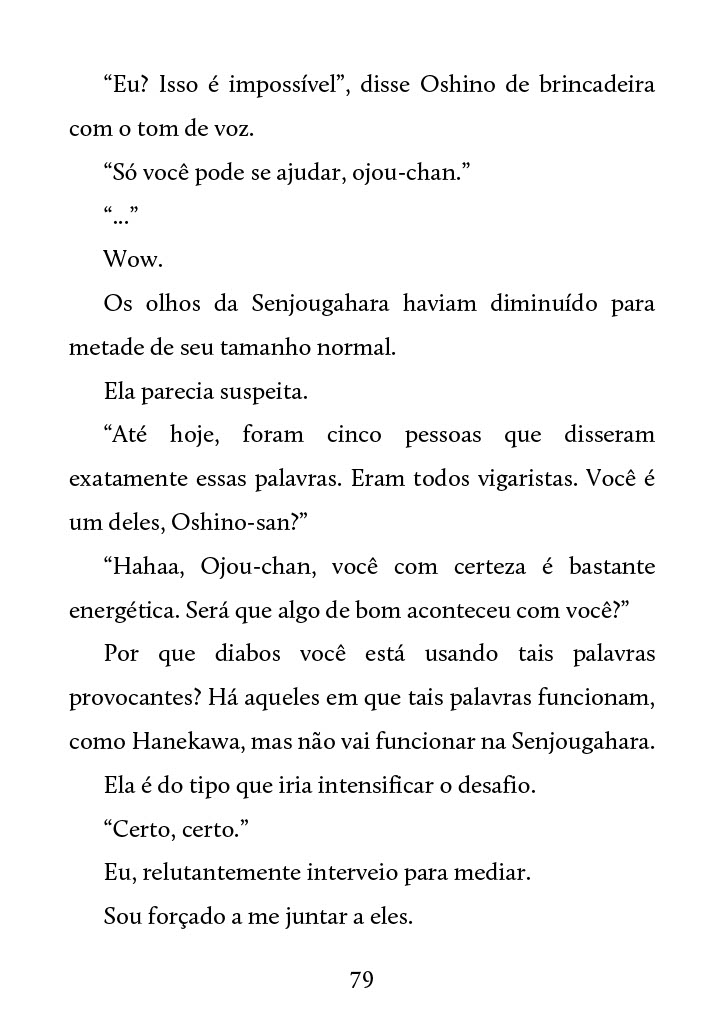 “Eu? Isso é impossível”, disse Oshino de brincadeira
com o tom de voz.
“Só você pode se ajudar, ojou-chan.”
“...”
Wow.
Os olhos da Senjougahara haviam diminuído para
metade de seu tamanho normal.
Ela parecia suspeita.
“Até hoje, foram cinco pessoas que disseram
exatamente essas palavras. Eram todos vigaristas. Você é
um deles, Oshino-san?”
“Hahaa, Ojou-chan, você com certeza é bastante
energética. Será que algo de bom aconteceu com você?”
Por que diabos você está usando tais palavras
provocantes? Há aqueles em que tais palavras funcionam,
como Hanekawa, mas não vai funcionar na Senjougahara.
Ela é do tipo que iria intensificar o desafio.
“Certo, certo.”
Eu, relutantemente interveio para mediar.
Sou forçado a me juntar a eles.
79